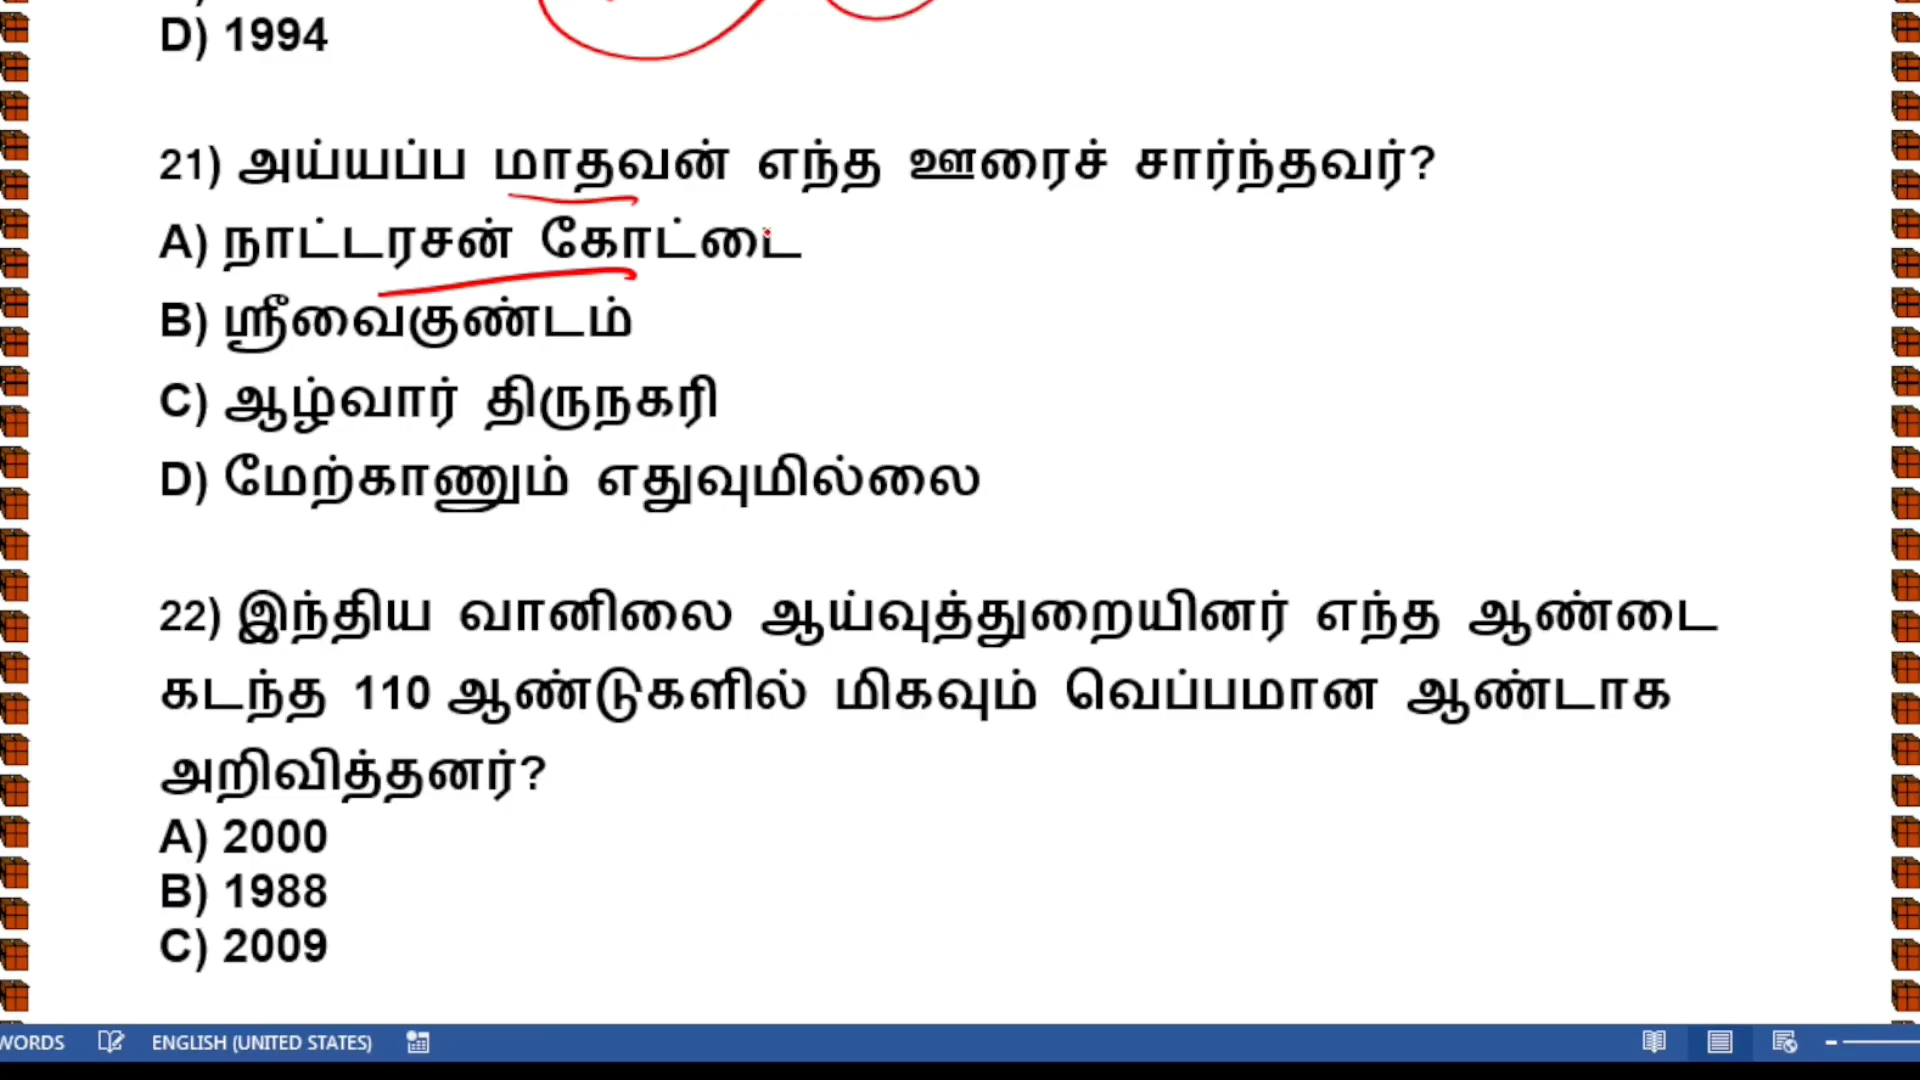 D) 1994
21) அய்யப்ப மாதவன் எந்த ஊரைச் சார்ந்தவர்?
A) நாட்டரசன் கோட்டை
B) ஸ்ரீவைகுண்டம்
C) ஆழ்வார் திருநகரி
D) மேற்காணும் எதுவுமில்லை
22) இந்திய வானிலை ஆய்வுத்துறையினர் எந்த ஆண்டை
கடந்த 110 ஆண்டுகளில் மிகவும் வெப்பமான ஆண்டாக
அறிவித்தனர்?
A) 2000
B) 1988
C) 2009
WORDS ENGLISH (UNITED STATES)